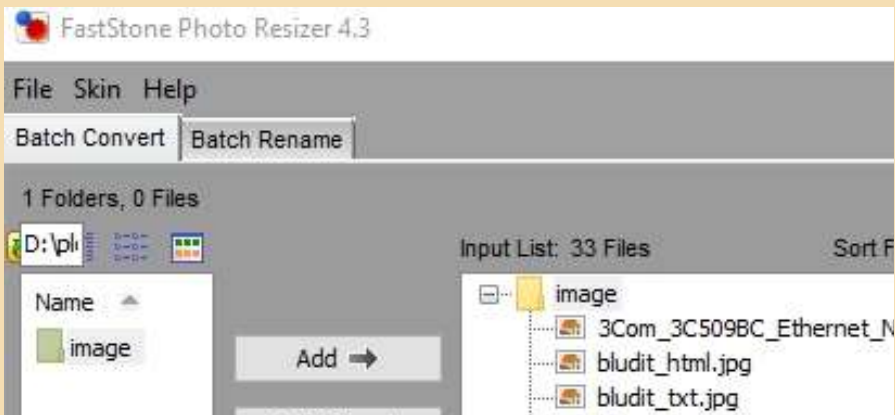 FastStone Photo Resizer 4.3
File Skin Help
Batch Convert Batch Rename
1 Folders, 0 Files
D:\pl
Input List: 33 Files Sort F
Name
image
image
3Com_3C509BC_Ethernet_N
Add
bludit_html.jpg
bludit_txt.jpg